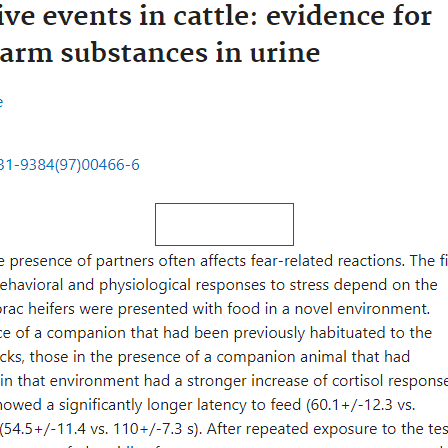 ive events in cattle: evidence for
arm substances in urine
e
31-9384(97)00466-6
e presence of partners often affects fear-related reactions. The fi
ehavioral and physiological responses to stress depend on the
rac heifers were presented with food in a novel environment.
ce of a companion that had been previously habituated to the
cks, those in the presence of a companion animal that had
in that environment had a stronger increase of cortisol response
nowed a significantly longer latency to feed (60.1+/-12.3 vs.
(54.5+/-11.4 vs. 110+/-7.3 s). After repeated exposure to the tes